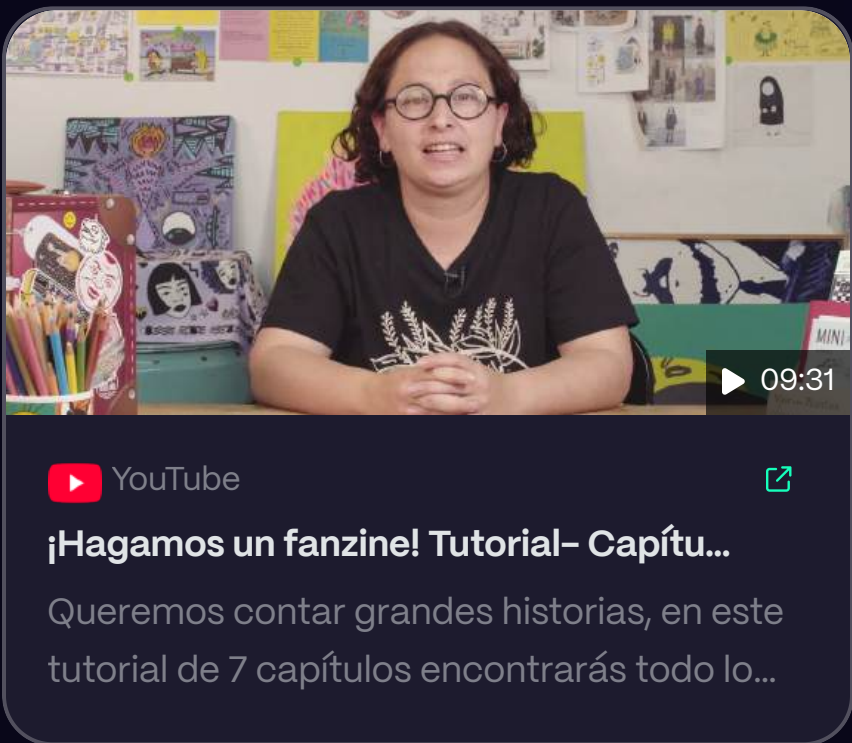 MINI
09:31
YouTube
¡Hagamos un fanzine! Tutorial– Capítu...
Queremos contar grandes historias, en este
tutorial de 7 capítulos encontrarás todo lo...